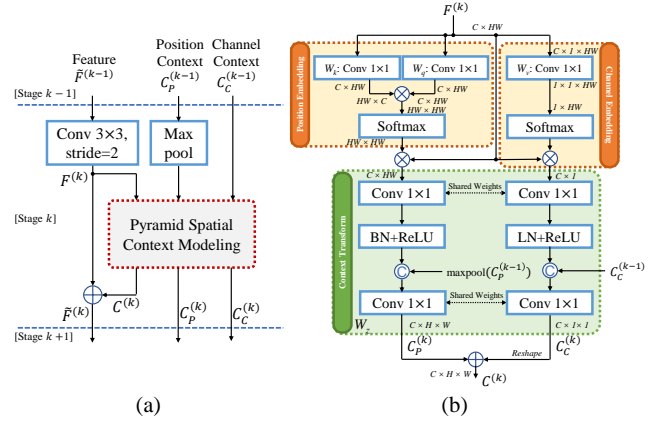 Feature
F̃^(k-1)
Position
Context
C_P^(k-1)
Channel
Context
C_C^(k-1)
[Stage k−1]
Conv 3×3,
stride=2
Max
pool
F^(k)
[Stage k]
Pyramid Spatial
Context Modeling
F̃^(k)
C^(k)
C_P^(k)
C_C^(k)
[Stage k+1]
(a)
F^(k)
C × HW
Position Embedding
W_k: Conv 1×1
W_q: Conv 1×1
C × HW
HW × C
C × HW
HW × HW
Softmax
HW × HW
C × 1 × HW
W_v: Conv 1×1
1 × 1 × HW
1 × HW
Softmax
Channel Embedding
C × HW
C × 1
Context Transform
Conv 1×1
Shared Weights
Conv 1×1
BN+ReLU
LN+ReLU
©
maxpool(C_P^(k-1))
©
C_C^(k-1)
Conv 1×1
Shared Weights
Conv 1×1
W_z
C × H × W
C × 1 × 1
C_P^(k)
Reshape
C_C^(k)
C × H × W
C^(k)
(b)